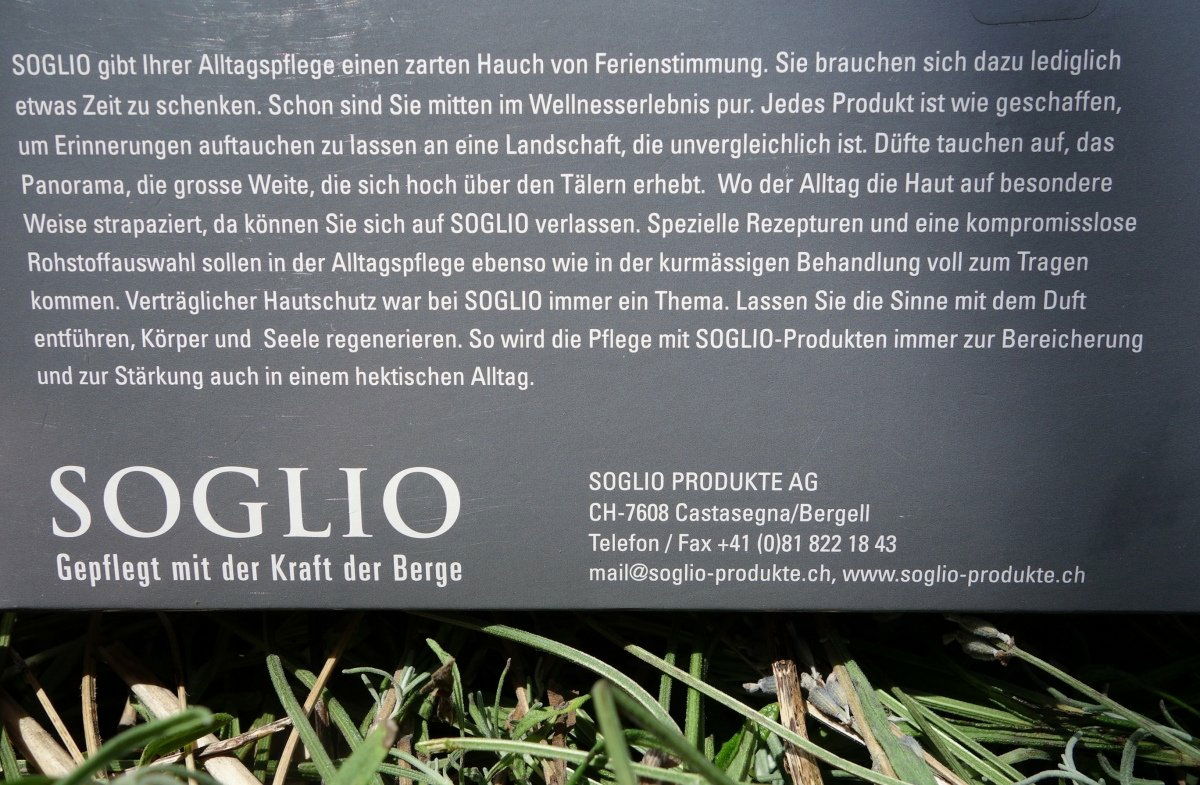 SOGLIO gibt Ihrer Alltagspflege einen zarten Hauch von Ferienstimmung. Sie brauchen sich dazu lediglich
etwas Zeit zu schenken. Schon sind Sie mitten im Wellnesserlebnis pur. Jedes Produkt ist wie geschaffen,
um Erinnerungen auftauchen zu lassen an eine Landschaft, die unvergleichlich ist. Düfte tauchen auf, das
Panorama, die grosse Weite, die sich hoch über den Tälern erhebt. Wo der Alltag die Haut auf besondere
Weise strapaziert, da können Sie sich auf SOGLIO verlassen. Spezielle Rezepturen und eine kompromisslose
Rohstoffauswahl sollen in der Alltagspflege ebenso wie in der kurmässigen Behandlung voll zum Tragen
kommen. Verträglicher Hautschutz war bei SOGLIO immer ein Thema. Lassen Sie die Sinne mit dem Duft
entführen, Körper und Seele regenerieren. So wird die Pflege mit SOGLIO-Produkten immer zur Bereicherung
und zur Stärkung auch in einem hektischen Alltag.
SOGLIO
Gepflegt mit der Kraft der Berge
SOGLIO PRODUKTE AG
CH-7608 Castasegna/Bergell
Telefon / Fax +41 (0)81 822 18 43
mail@soglio-produkte.ch, www.soglio-produkte.ch